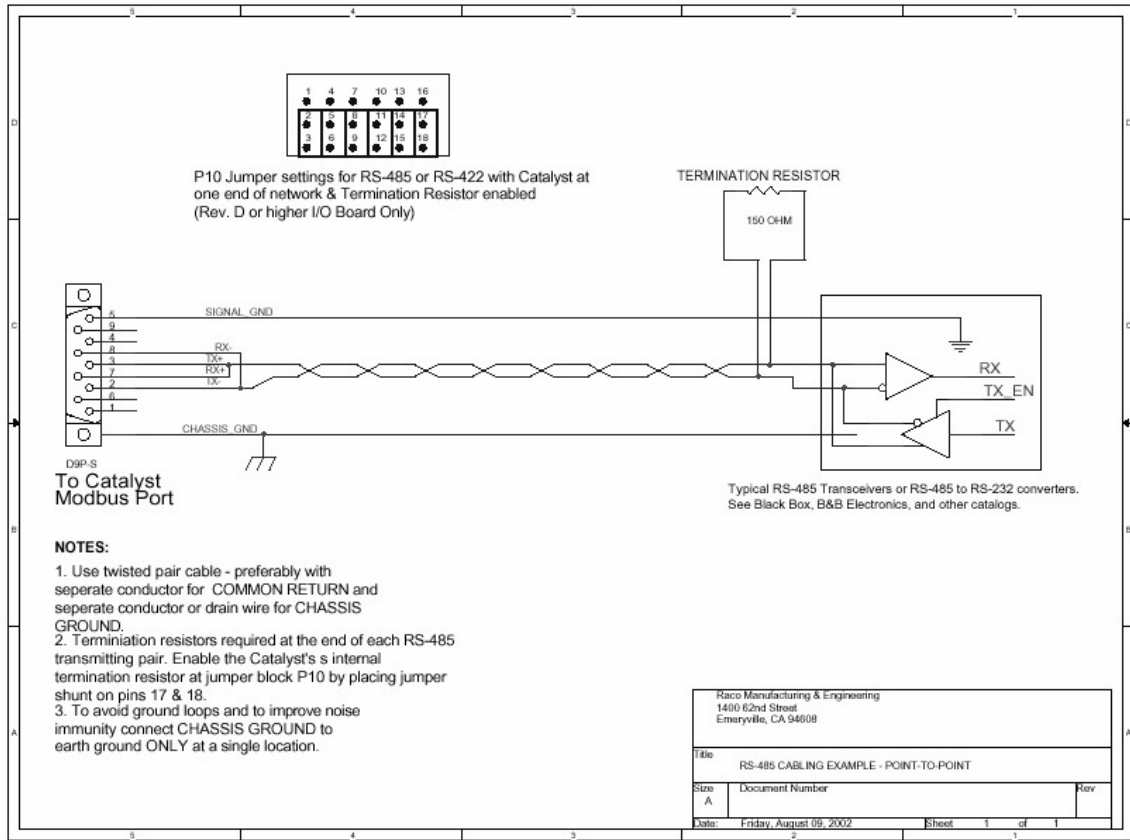 5 4 3 2 1
D D
1 4 7 10 13 16
2 5 8 11 14 17
3 6 9 12 15 18
P10 Jumper settings for RS-485 or RS-422 with Catalyst at
one end of network & Termination Resistor enabled
(Rev. D or higher I/O Board Only)
TERMINATION RESISTOR
150 OHM
C C
5 SIGNAL_GND
9
4
8 RX-
3 TX+
7 RX+
2 TX-
6
1
CHASSIS_GND
RX
TX_EN
TX
D9P-S
To Catalyst
Modbus Port
Typical RS-485 Transceivers or RS-485 to RS-232 converters.
See Black Box, B&B Electronics, and other catalogs.
B B
NOTES:
1. Use twisted pair cable - preferably with
seperate conductor for COMMON RETURN and
seperate conductor or drain wire for CHASSIS
GROUND.
2. Terminiation resistors required at the end of each RS-485
transmitting pair. Enable the Catalyst's s internal
termination resistor at jumper block P10 by placing jumper
shunt on pins 17 & 18.
3. To avoid ground loops and to improve noise
immunity connect CHASSIS GROUND to
earth ground ONLY at a single location.
A A
Raco Manufacturing & Engineering
1400 62nd Street
Emeryville, CA 94608
Title
RS-485 CABLING EXAMPLE - POINT-TO-POINT
Size Document Number Rev
A
Date: Friday, August 09, 2002 Sheet 1 of 1
5 4 3 2 1